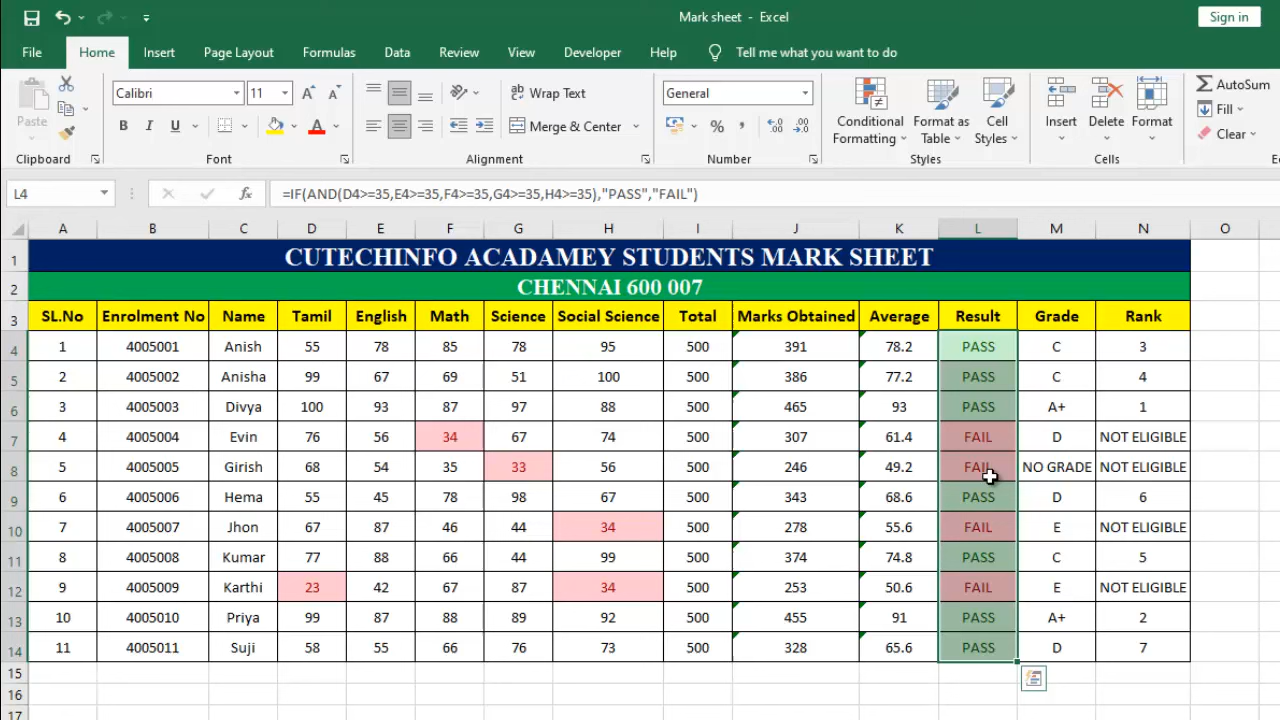 Mark sheet - Excel
Sign in
File Home Insert Page Layout Formulas Data Review View Developer Help Tell me what you want to do
Paste
Clipboard
Calibri 11
B I U
Font
Wrap Text
Merge & Center
Alignment
General
% ,
Number
Conditional Formatting
Format as Table
Cell Styles
Styles
Insert Delete Format
Cells
AutoSum
Fill
Clear
L4 fx =IF(AND(D4>=35,E4>=35,F4>=35,G4>=35,H4>=35),"PASS","FAIL")
A B C D E F G H I J K L M N O
1 CUTECHINFO ACADAMEY STUDENTS MARK SHEET
2 CHENNAI 600 007
3 SL.No Enrolment No Name Tamil English Math Science Social Science Total Marks Obtained Average Result Grade Rank
4 1 4005001 Anish 55 78 85 78 95 500 391 78.2 PASS C 3
5 2 4005002 Anisha 99 67 69 51 100 500 386 77.2 PASS C 4
6 3 4005003 Divya 100 93 87 97 88 500 465 93 PASS A+ 1
7 4 4005004 Evin 76 56 34 67 74 500 307 61.4 FAIL D NOT ELIGIBLE
8 5 4005005 Girish 68 54 35 33 56 500 246 49.2 FAIL NO GRADE NOT ELIGIBLE
9 6 4005006 Hema 55 45 78 98 67 500 343 68.6 PASS D 6
10 7 4005007 Jhon 67 87 46 44 34 500 278 55.6 FAIL E NOT ELIGIBLE
11 8 4005008 Kumar 77 88 66 44 99 500 374 74.8 PASS C 5
12 9 4005009 Karthi 23 42 67 87 34 500 253 50.6 FAIL E NOT ELIGIBLE
13 10 4005010 Priya 99 87 88 89 92 500 455 91 PASS A+ 2
14 11 4005011 Suji 58 55 66 76 73 500 328 65.6 PASS D 7
15
16
17